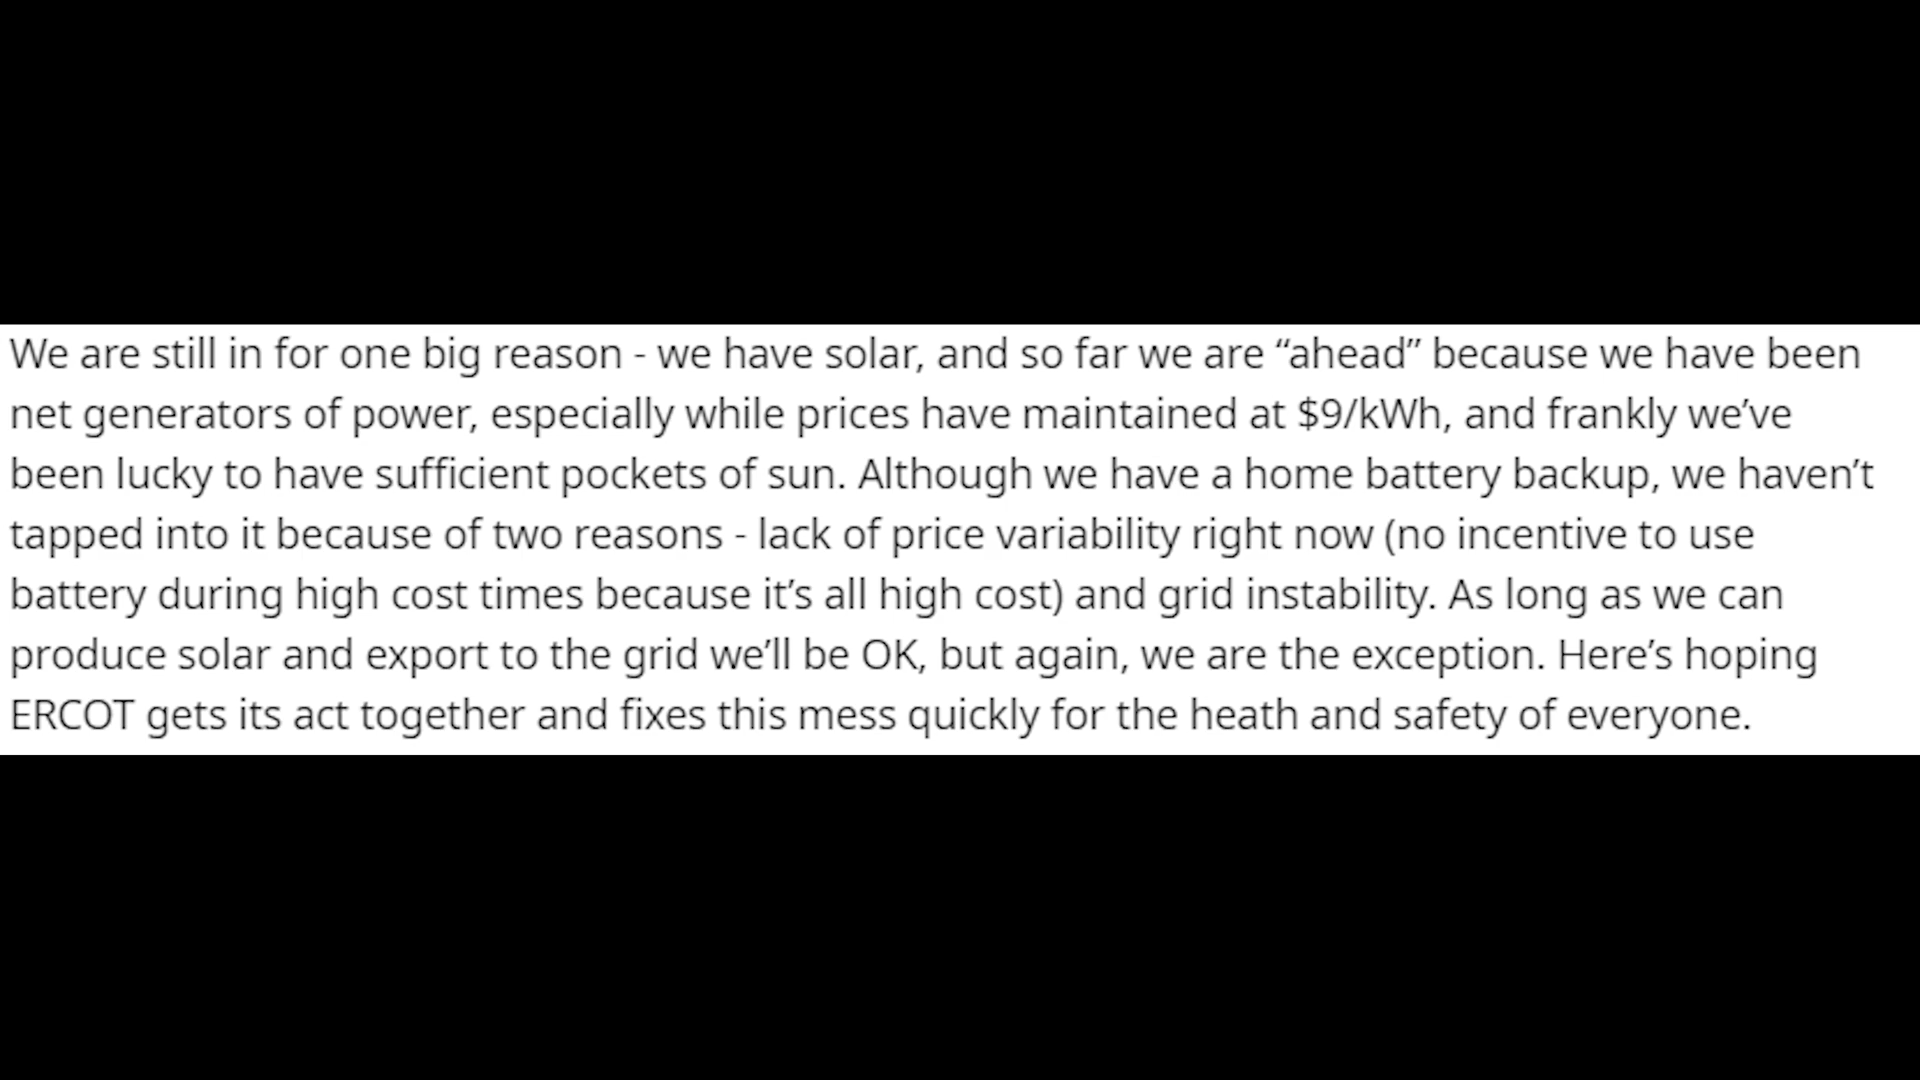 We are still in for one big reason - we have solar, and so far we are “ahead” because we have been
net generators of power, especially while prices have maintained at $9/kWh, and frankly we’ve
been lucky to have sufficient pockets of sun. Although we have a home battery backup, we haven’t
tapped into it because of two reasons - lack of price variability right now (no incentive to use
battery during high cost times because it’s all high cost) and grid instability. As long as we can
produce solar and export to the grid we’ll be OK, but again, we are the exception. Here’s hoping
ERCOT gets its act together and fixes this mess quickly for the heath and safety of everyone.